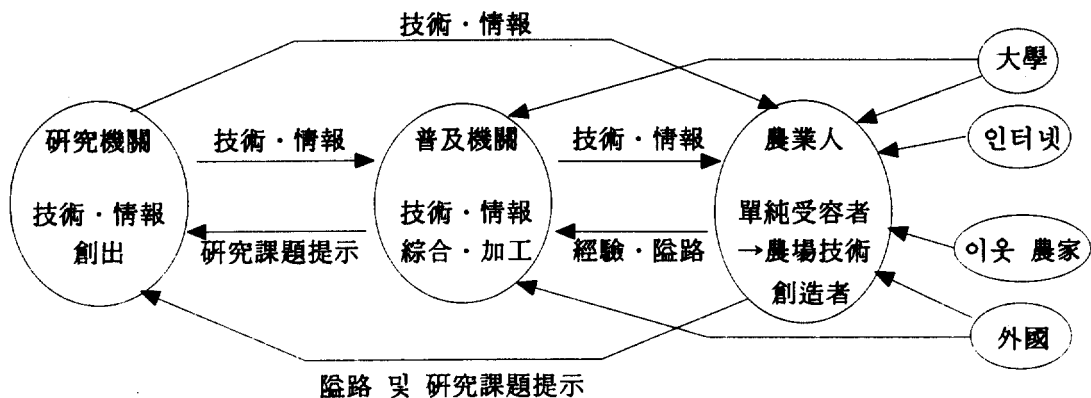 技術·情報
大學
硏究機關
技術·情報
普及機關
技術·情報
農業人
인터넷
技術·情報
創出
硏究課題提示
技術·情報
綜合·加工
經驗·隘路
單純受容者
→農場技術
創造者
이웃 農家
外國
隘路 및 硏究課題提示